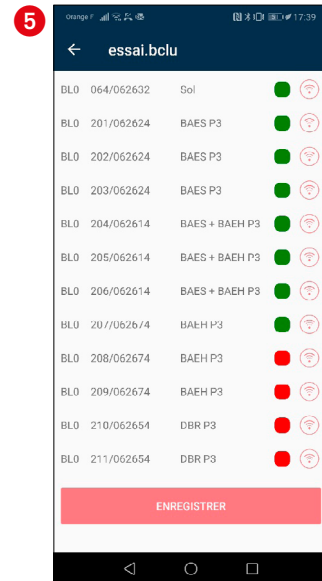 5
Orange F 17:39
essai.bclu
BL0 064/062632 Sol
BL0 201/062624 BAES P3
BL0 202/062624 BAES P3
BL0 203/062624 BAES P3
BL0 204/062614 BAES + BAEH P3
BL0 205/062614 BAES + BAEH P3
BL0 206/062614 BAES + BAEH P3
BL0 207/062674 BAEH P3
BL0 208/062674 BAEH P3
BL0 209/062674 BAEH P3
BL0 210/062654 DBR P3
BL0 211/062654 DBR P3
ENREGISTRER